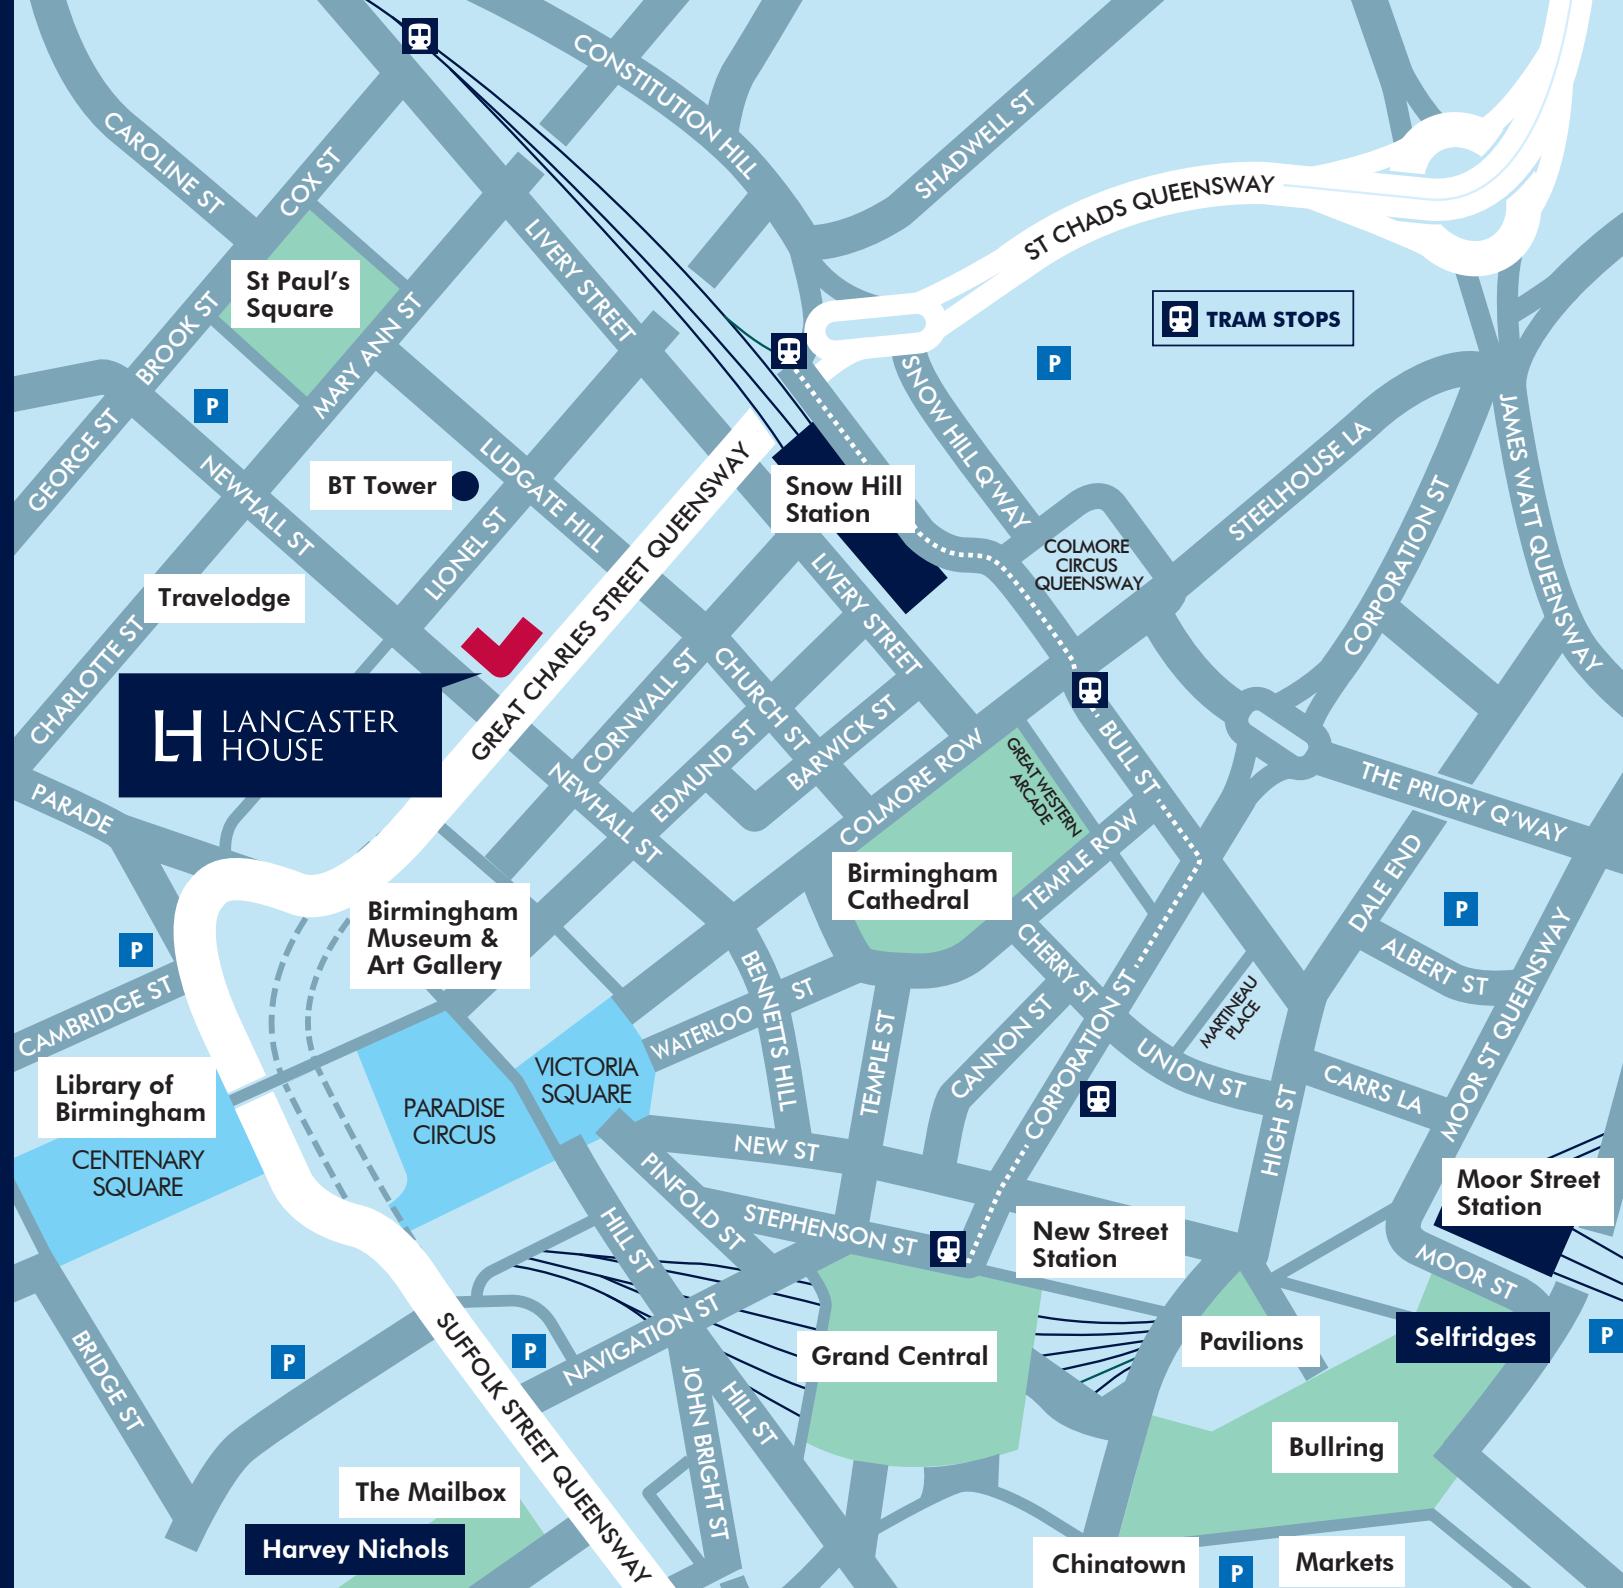 CONSTITUTION HILL
CAROLINE ST
COX ST
SHADWELL ST
ST CHADS QUEENSWAY
LIVERY STREET
St Paul's
Square
BROOK ST
MARY ANN ST
TRAM STOPS
P
P
SNOW HILL Q'WAY
JAMES WATT QUEENSWAY
GEORGE ST
NEWHALL ST
BT Tower
LUDGATE HILL
LIONEL ST
GREAT CHARLES STREET QUEENSWAY
Snow Hill
Station
STEELHOUSE LA
CORPORATION ST
COLMORE
CIRCUS
QUEENSWAY
Travelodge
LIVERY STREET
CHARLOTTE ST
LANCASTER
HOUSE
CORNWALL ST
CHURCH ST
EDMUND ST
BARWICK ST
NEWHALL ST
COLMORE ROW
GREAT WESTERN
ARCADE
BULL ST
THE PRIORY Q'WAY
PARADE
TEMPLE ROW
Birmingham
Cathedral
DALE END
P
Birmingham
Museum &
Art Gallery
P
CAMBRIDGE ST
BENNETTS HILL
WATERLOO ST
CHERRY ST
ALBERT ST
MOOR ST QUEENSWAY
MARTINEAU
PLACE
TEMPLE ST
CANNON ST
CORPORATION ST
UNION ST
CARRS LA
HIGH ST
Library of
Birmingham
VICTORIA
SQUARE
PARADISE
CIRCUS
CENTENARY
SQUARE
NEW ST
PINFOLD ST
STEPHENSON ST
HILL ST
New Street
Station
Moor Street
Station
MOOR ST
NAVIGATION ST
SUFFOLK STREET QUEENSWAY
BRIDGE ST
P
P
Grand Central
Pavilions
Selfridges
P
JOHN BRIGHT ST
HILL ST
Bullring
The Mailbox
Harvey Nichols
Chinatown
P
Markets